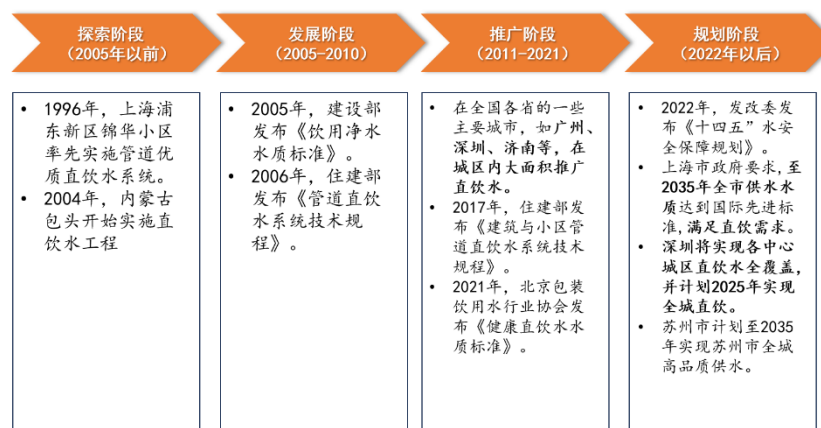 探索阶段
（2005年以前）
• 1996年，上海浦
东新区锦华小区
率先实施管道优
质直饮水系统。
• 2004年，内蒙古
包头开始实施直
饮水工程
发展阶段
（2005-2010）
• 2005年，建设部
发布《饮用净水
水质标准》。
• 2006年，住建部
发布《管道直饮
水系统技术规
程》。
推广阶段
（2011-2021）
• 在全国各省的一些
主要城市，如广州、
深圳、济南等，在
城区内大面积推广
直饮水。
• 2017年，住建部发
布《建筑与小区管
道直饮水系统技术
规程》。
• 2021年，北京包装
饮用水行业协会发
布《健康直饮水水
质标准》。
规划阶段
（2022年以后）
• 2022年，发改委发
布《“十四五”水安
全保障规划》。
• 上海市政府要求，至
2035年全市供水水
质达到国际先进标
准，满足直饮需求。
• 深圳将实现各中心
城区直饮水全覆盖，
并计划2025年实现
全城直饮。
• 苏州市计划至2035
年实现苏州市全城
高品质供水。